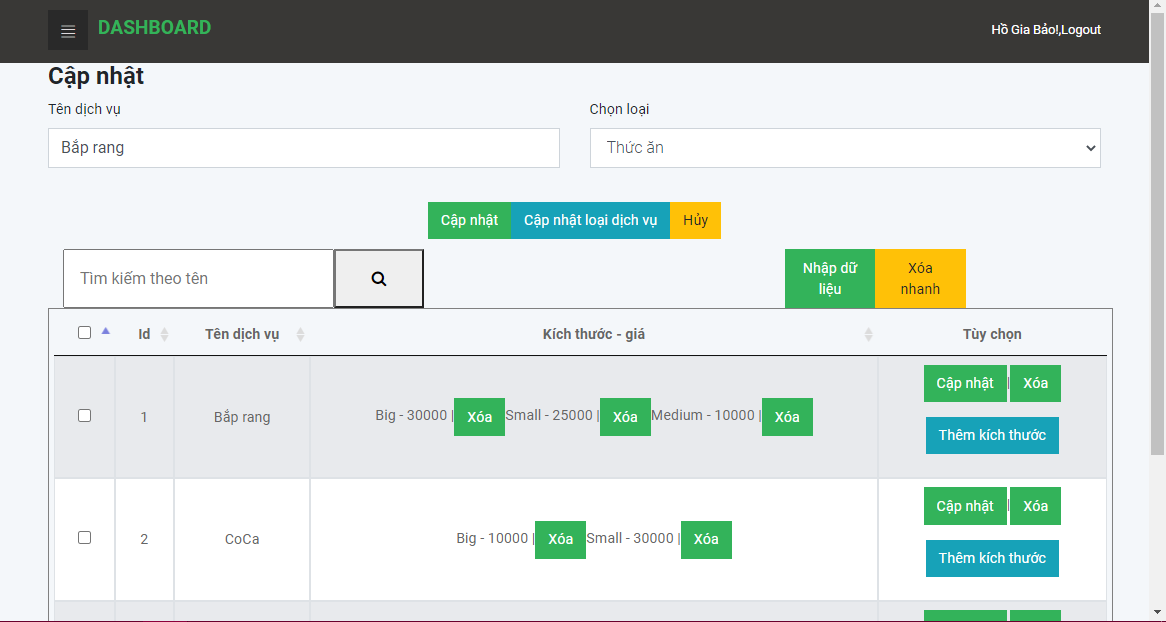 DASHBOARD
Hồ Gia Bảo!,Logout
Cập nhật
Tên dịch vụ
Chọn loại
Bắp rang
Thức ăn
Cập nhật
Cập nhật loại dịch vụ
Hủy
Tìm kiếm theo tên
Nhập dữ
liệu
Xóa
nhanh
Id
Tên dịch vụ
Kích thước - giá
Tùy chọn
1
Bắp rang
Big - 30000 | Xóa Small - 25000 | Xóa Medium - 10000 | Xóa
Cập nhật | Xóa
Thêm kích thước
2
CoCa
Big - 10000 | Xóa Small - 30000 | Xóa
Cập nhật | Xóa
Thêm kích thước